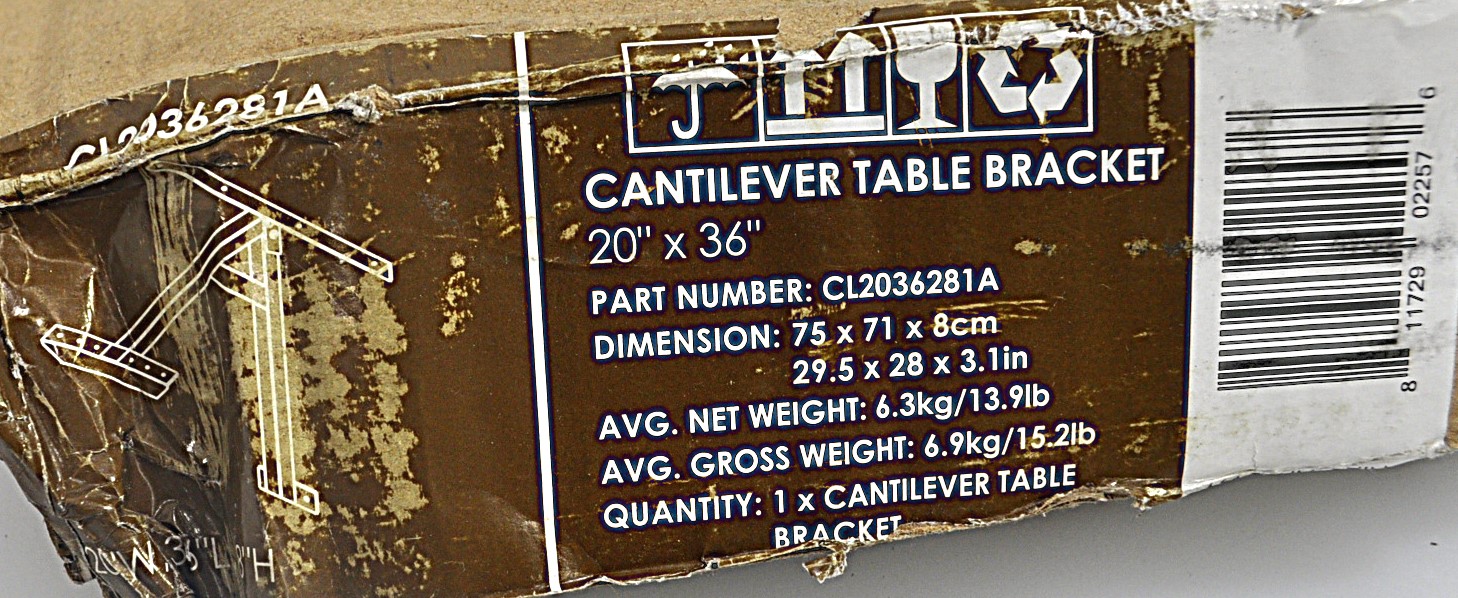 CL2036281A
CANTILEVER TABLE BRACKET
20" x 36"
PART NUMBER: CL2036281A
DIMENSION: 75 x 71 x 8cm
29.5 x 28 x 3.1in
AVG. NET WEIGHT: 6.3kg/13.9lb
AVG. GROSS WEIGHT: 6.9kg/15.2lb
QUANTITY: 1 x CANTILEVER TABLE
BRACKET
8 11729 02257 6